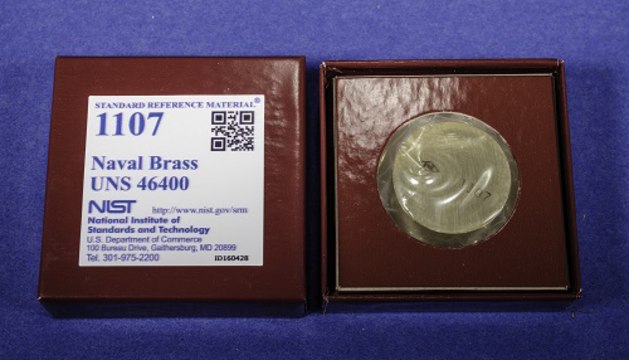 STANDARD REFERENCE MATERIAL®
1107
Naval Brass
UNS 46400
NIST http://www.nist.gov/srm
National Institute of
Standards and Technology
U.S. Department of Commerce
100 Bureau Drive, Gaithersburg, MD 20899
Tel. 301-975-2200 ID160428